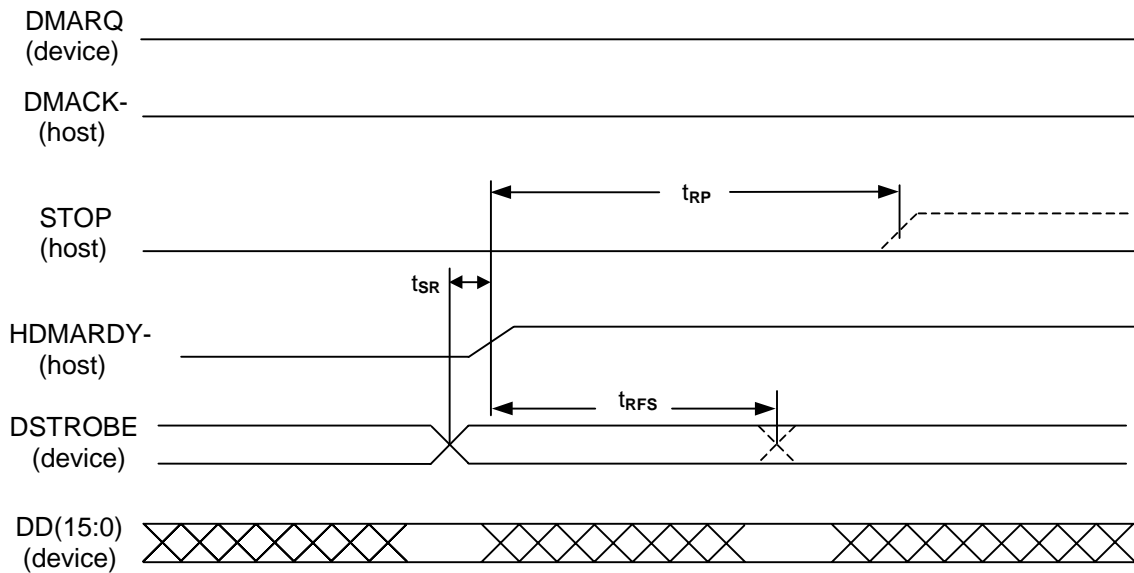 DMARQ
(device)
DMACK-
(host)
STOP
(host)
tRP
tSR
HDMARDY-
(host)
tRFS
DSTROBE
(device)
DD(15:0)
(device)